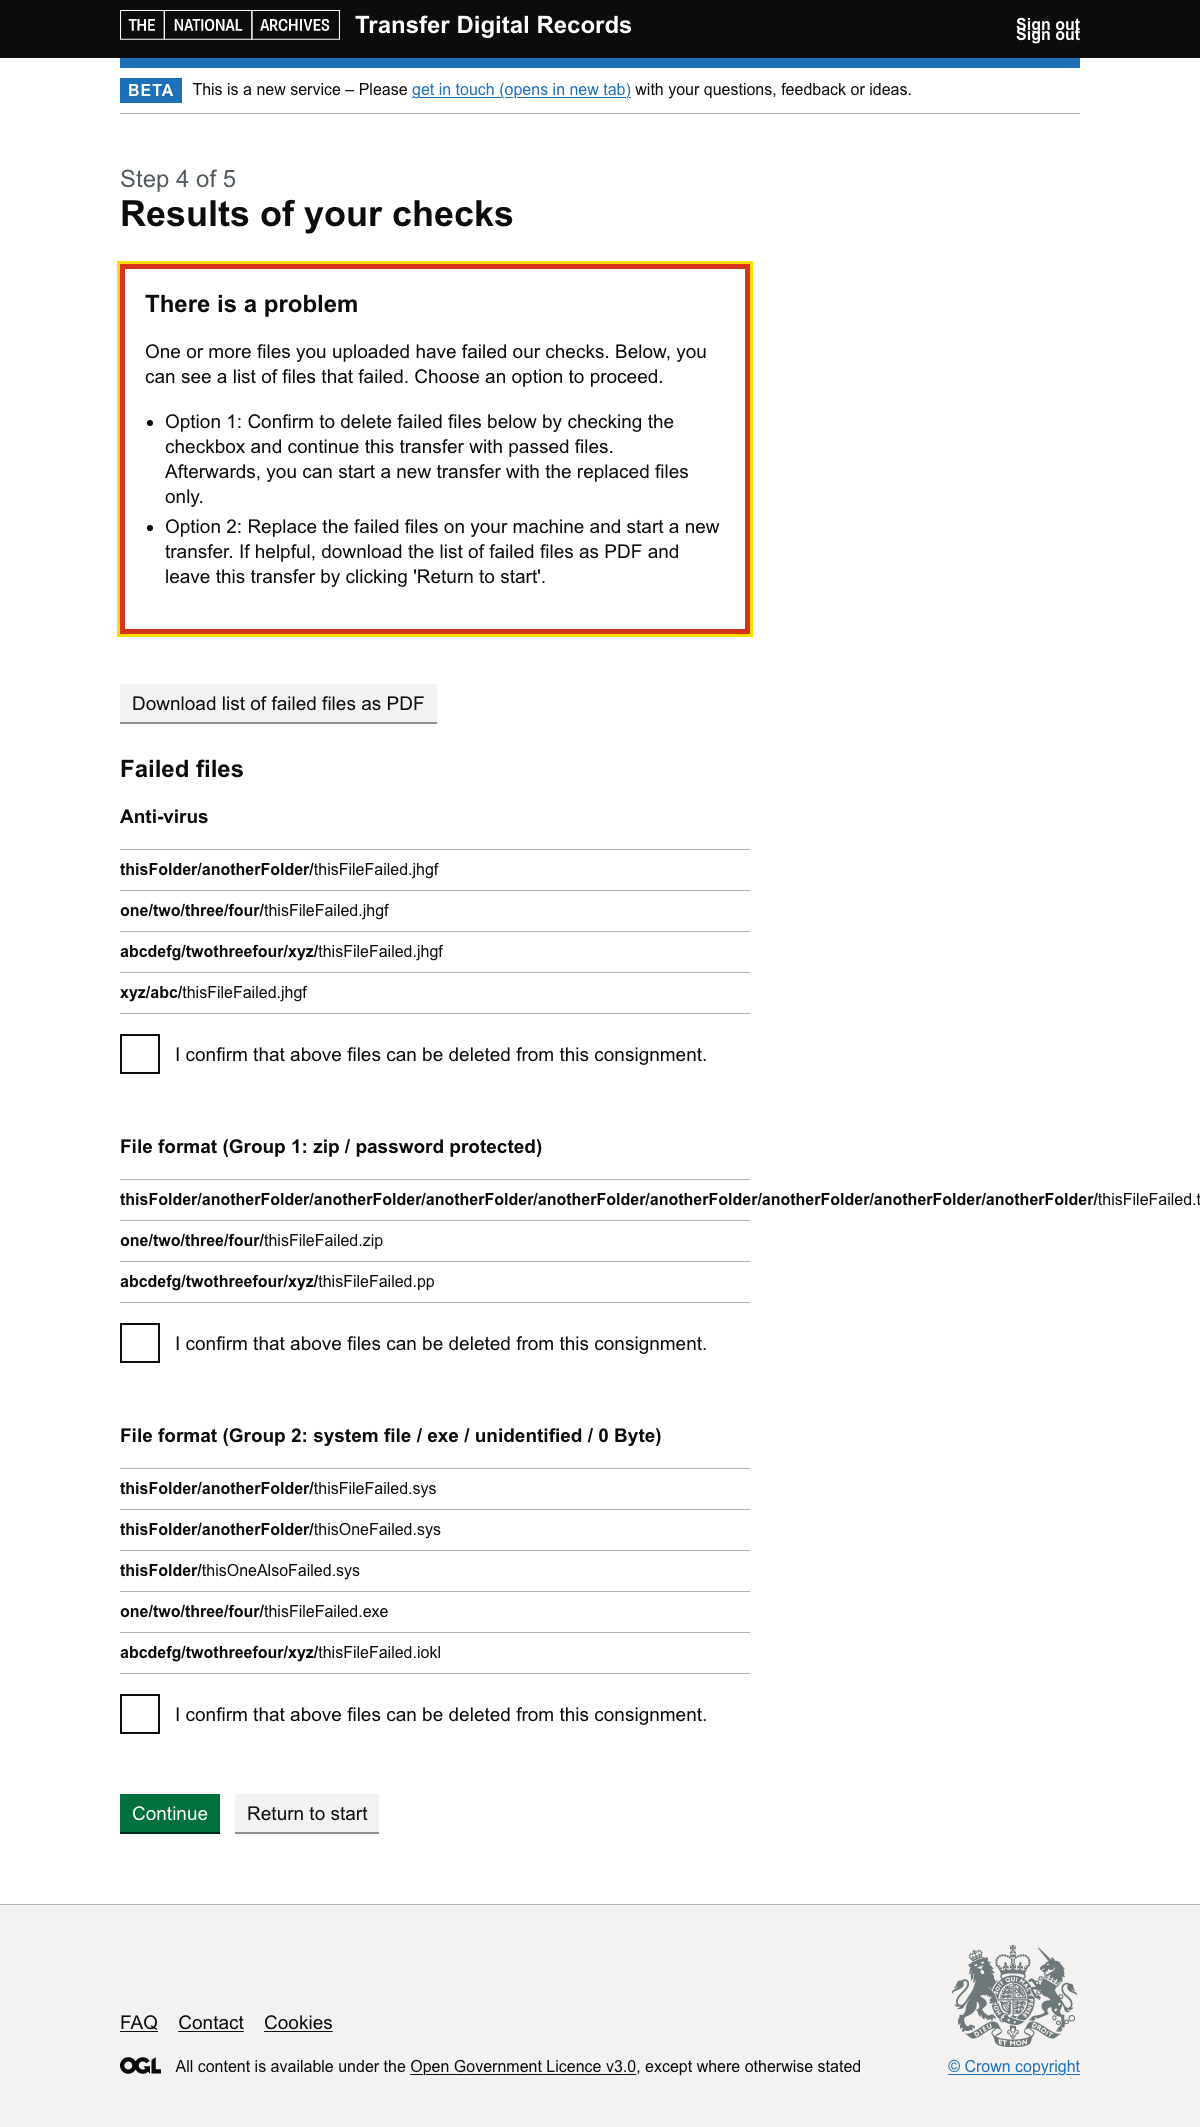 THE NATIONAL ARCHIVES Transfer Digital Records
Sign out
Sign out
BETA This is a new service – Please get in touch (opens in new tab) with your questions, feedback or ideas.
Step 4 of 5
Results of your checks
There is a problem
One or more files you uploaded have failed our checks. Below, you
can see a list of files that failed. Choose an option to proceed.
• Option 1: Confirm to delete failed files below by checking the
checkbox and continue this transfer with passed files.
Afterwards, you can start a new transfer with the replaced files
only.
• Option 2: Replace the failed files on your machine and start a new
transfer. If helpful, download the list of failed files as PDF and
leave this transfer by clicking 'Return to start'.
Download list of failed files as PDF
Failed files
Anti-virus
thisFolder/anotherFolder/thisFileFailed.jhgf
one/two/three/four/thisFileFailed.jhgf
abcdefg/twothreefour/xyz/thisFileFailed.jhgf
xyz/abc/thisFileFailed.jhgf
I confirm that above files can be deleted from this consignment.
File format (Group 1: zip / password protected)
thisFolder/anotherFolder/anotherFolder/anotherFolder/anotherFolder/anotherFolder/anotherFolder/anotherFolder/anotherFolder/thisFileFailed.t
one/two/three/four/thisFileFailed.zip
abcdefg/twothreefour/xyz/thisFileFailed.pp
I confirm that above files can be deleted from this consignment.
File format (Group 2: system file / exe / unidentified / 0 Byte)
thisFolder/anotherFolder/thisFileFailed.sys
thisFolder/anotherFolder/thisOneFailed.sys
thisFolder/thisOneAlsoFailed.sys
one/two/three/four/thisFileFailed.exe
abcdefg/twothreefour/xyz/thisFileFailed.iokl
I confirm that above files can be deleted from this consignment.
Continue Return to start
DIEU ET MON DROIT
FAQ Contact Cookies
OGL All content is available under the Open Government Licence v3.0, except where otherwise stated
© Crown copyright